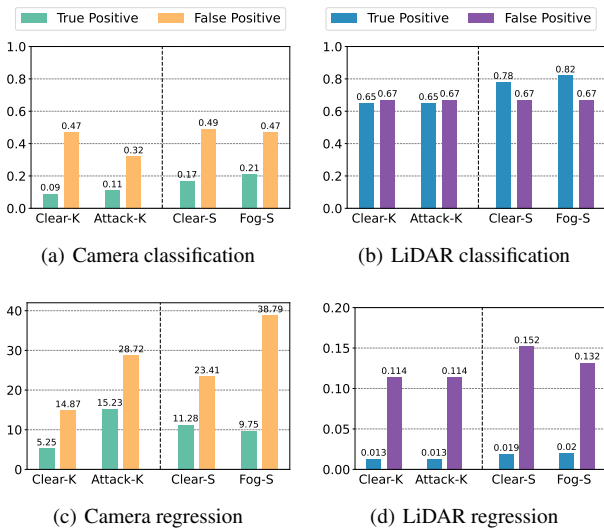 True Positive False Positive
True Positive False Positive
1.0
0.8
0.6
0.4
0.2
0.0
0.09 0.47 0.11 0.32 0.17 0.49 0.21 0.47
Clear-K Attack-K Clear-S Fog-S
(a) Camera classification
1.0
0.8
0.6
0.4
0.2
0.0
0.65 0.67 0.65 0.67 0.78 0.67 0.82 0.67
Clear-K Attack-K Clear-S Fog-S
(b) LiDAR classification
40
30
20
10
0
5.25 14.87 15.23 28.72 11.28 23.41 9.75 38.79
Clear-K Attack-K Clear-S Fog-S
(c) Camera regression
0.20
0.15
0.10
0.05
0.00
0.013 0.114 0.013 0.114 0.019 0.152 0.02 0.132
Clear-K Attack-K Clear-S Fog-S
(d) LiDAR regression